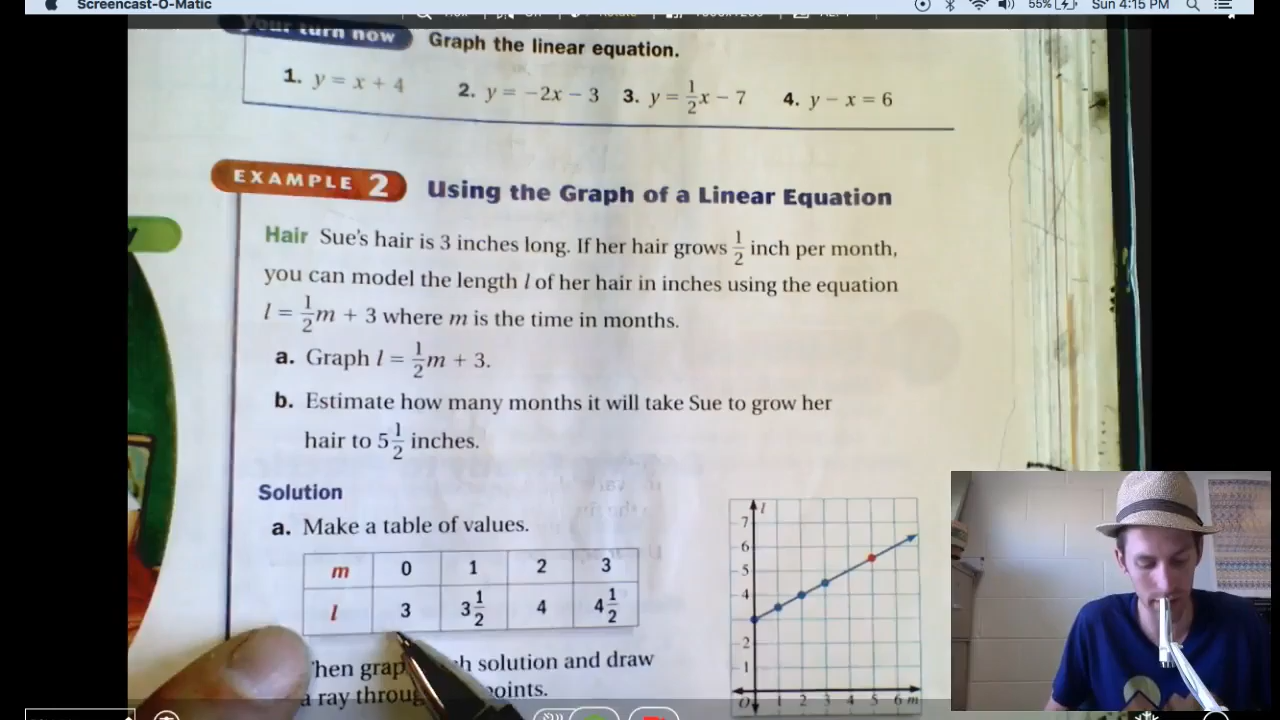 Screencast-O-Matic
55% Sun 4:15 PM
Your turn now Graph the linear equation.
1. y = x + 4 2. y = −2x − 3 3. y = 1/2x − 7 4. y − x = 6
EXAMPLE 2 Using the Graph of a Linear Equation
Hair Sue's hair is 3 inches long. If her hair grows 1/2 inch per month,
you can model the length l of her hair in inches using the equation
l = 1/2m + 3 where m is the time in months.
a. Graph l = 1/2m + 3.
b. Estimate how many months it will take Sue to grow her
hair to 5 1/2 inches.
Solution
a. Make a table of values.
m 0 1 2 3
l 3 3 1/2 4 4 1/2
solution and draw
a ray
l
7
6
5
4
2
1
O 1 2 3 4 5 6 m